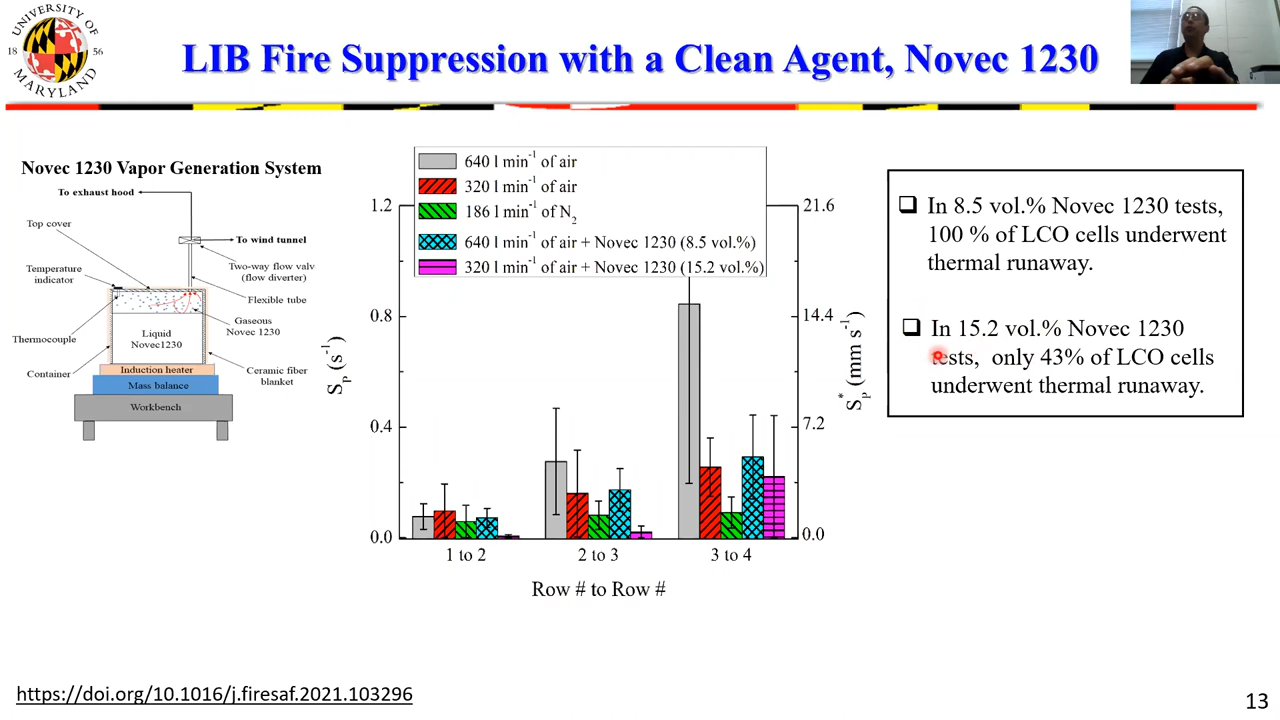 UNIVERSITY OF
18 56
MARYLAND
LIB Fire Suppression with a Clean Agent, Novec 1230
Novec 1230 Vapor Generation System
To exhaust hood
Top cover
To wind tunnel
Temperature
indicator
Two-way flow valv
(flow diverter)
Flexible tube
Thermocouple
Gaseous
Novec 1230
Liquid
Novec1230
Container
Induction heater
Ceramic fiber
blanket
Mass balance
Workbench
640 l min⁻¹ of air
320 l min⁻¹ of air
186 l min⁻¹ of N₂
640 l min⁻¹ of air + Novec 1230 (8.5 vol.%)
320 l min⁻¹ of air + Novec 1230 (15.2 vol.%)
1.2
0.8
0.4
0.0
Sₚ (s⁻¹)
21.6
14.4
7.2
0.0
Sₚ* (mm s⁻¹)
1 to 2
2 to 3
3 to 4
Row # to Row #
❑ In 8.5 vol.% Novec 1230 tests,
100 % of LCO cells underwent
thermal runaway.
❑ In 15.2 vol.% Novec 1230
tests, only 43% of LCO cells
underwent thermal runaway.
https://doi.org/10.1016/j.firesaf.2021.103296
13